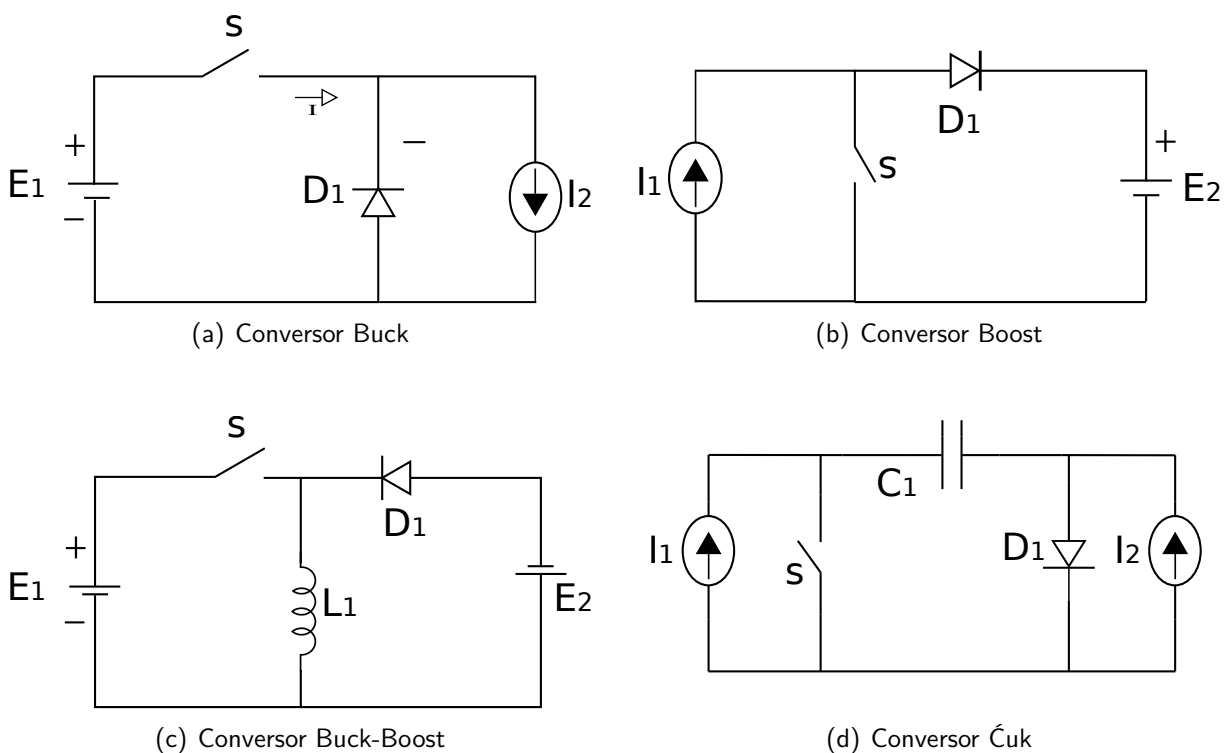 S
I
+
−
E1
D1
−
I2
−
(a) Conversor Buck
I1
S
D1
+
E2
(b) Conversor Boost
S
D1
+
E1
−
L1
E2
(c) Conversor Buck-Boost
C1
I1
S
D1
I2
(d) Conversor Ćuk